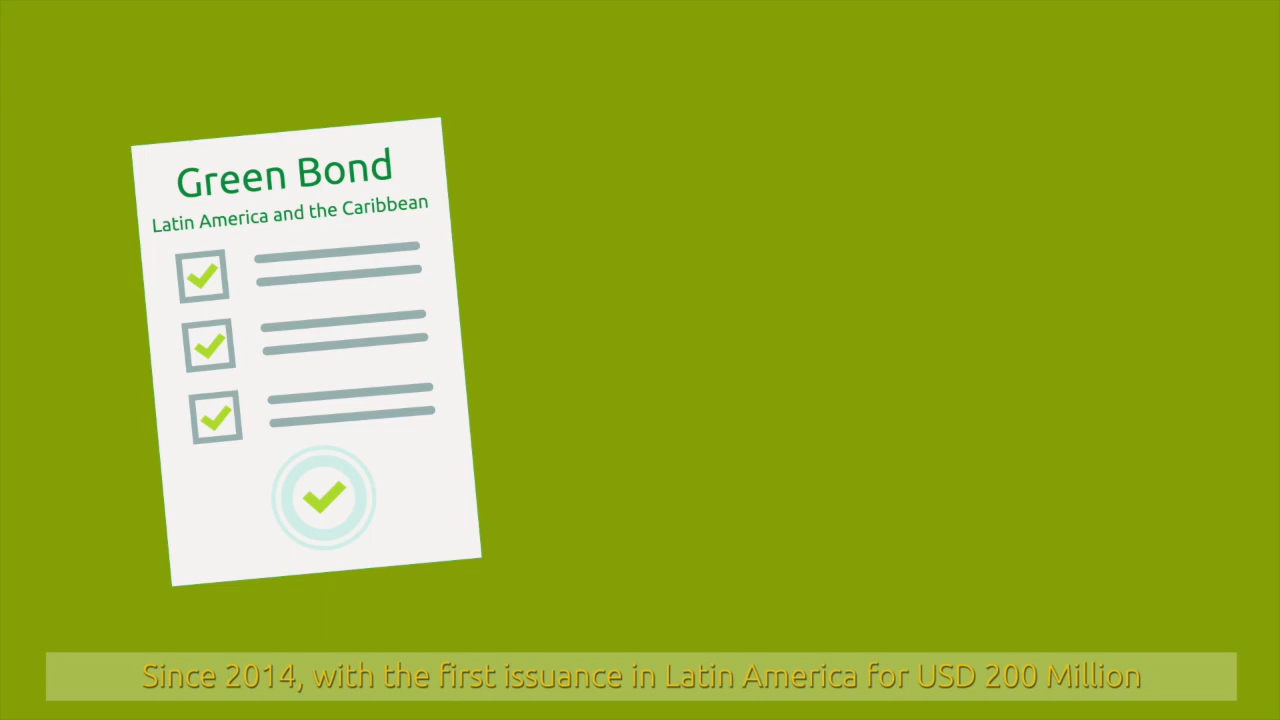 Green Bond
Latin America and the Caribbean
Since 2014, with the first issuance in Latin America for USD 200 Million